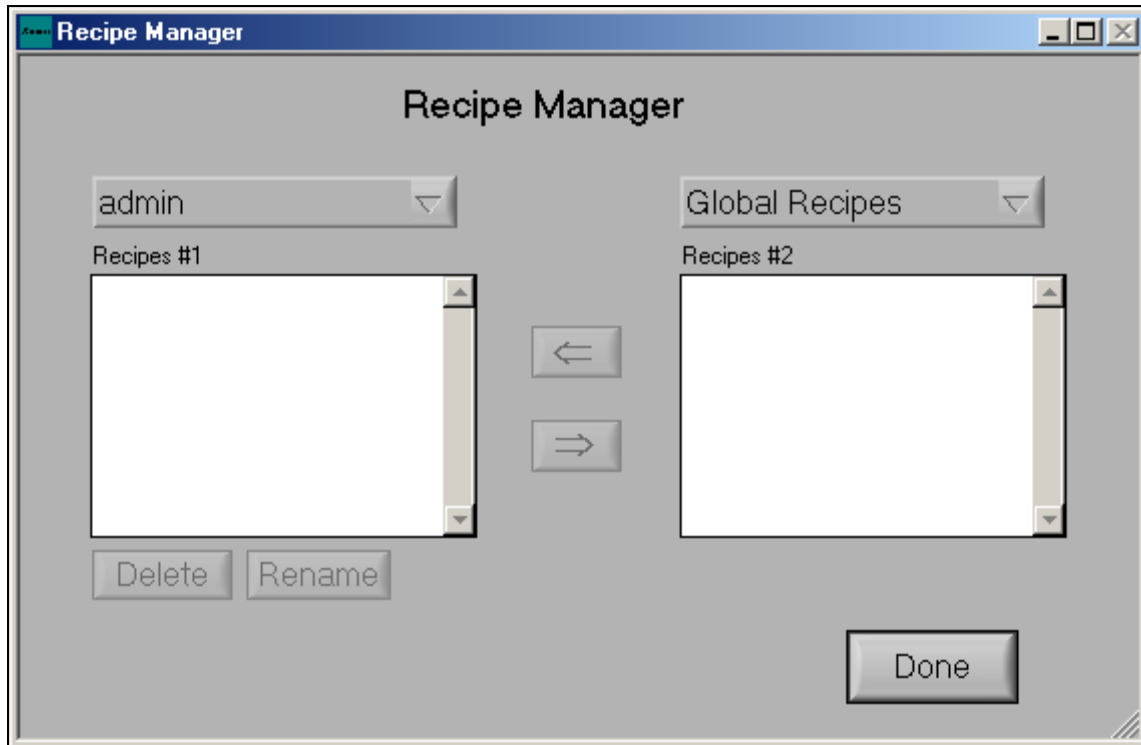 Recipe Manager
Recipe Manager
admin
Global Recipes
Recipes #1
Recipes #2
Delete
Rename
Done